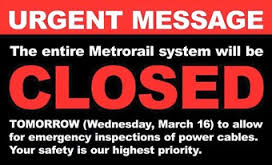 URGENT MESSAGE
The entire Metrorail system will be
CLOSED
TOMORROW (Wednesday, March 16) to allow
for emergency inspections of power cables.
Your safety is our highest priority.